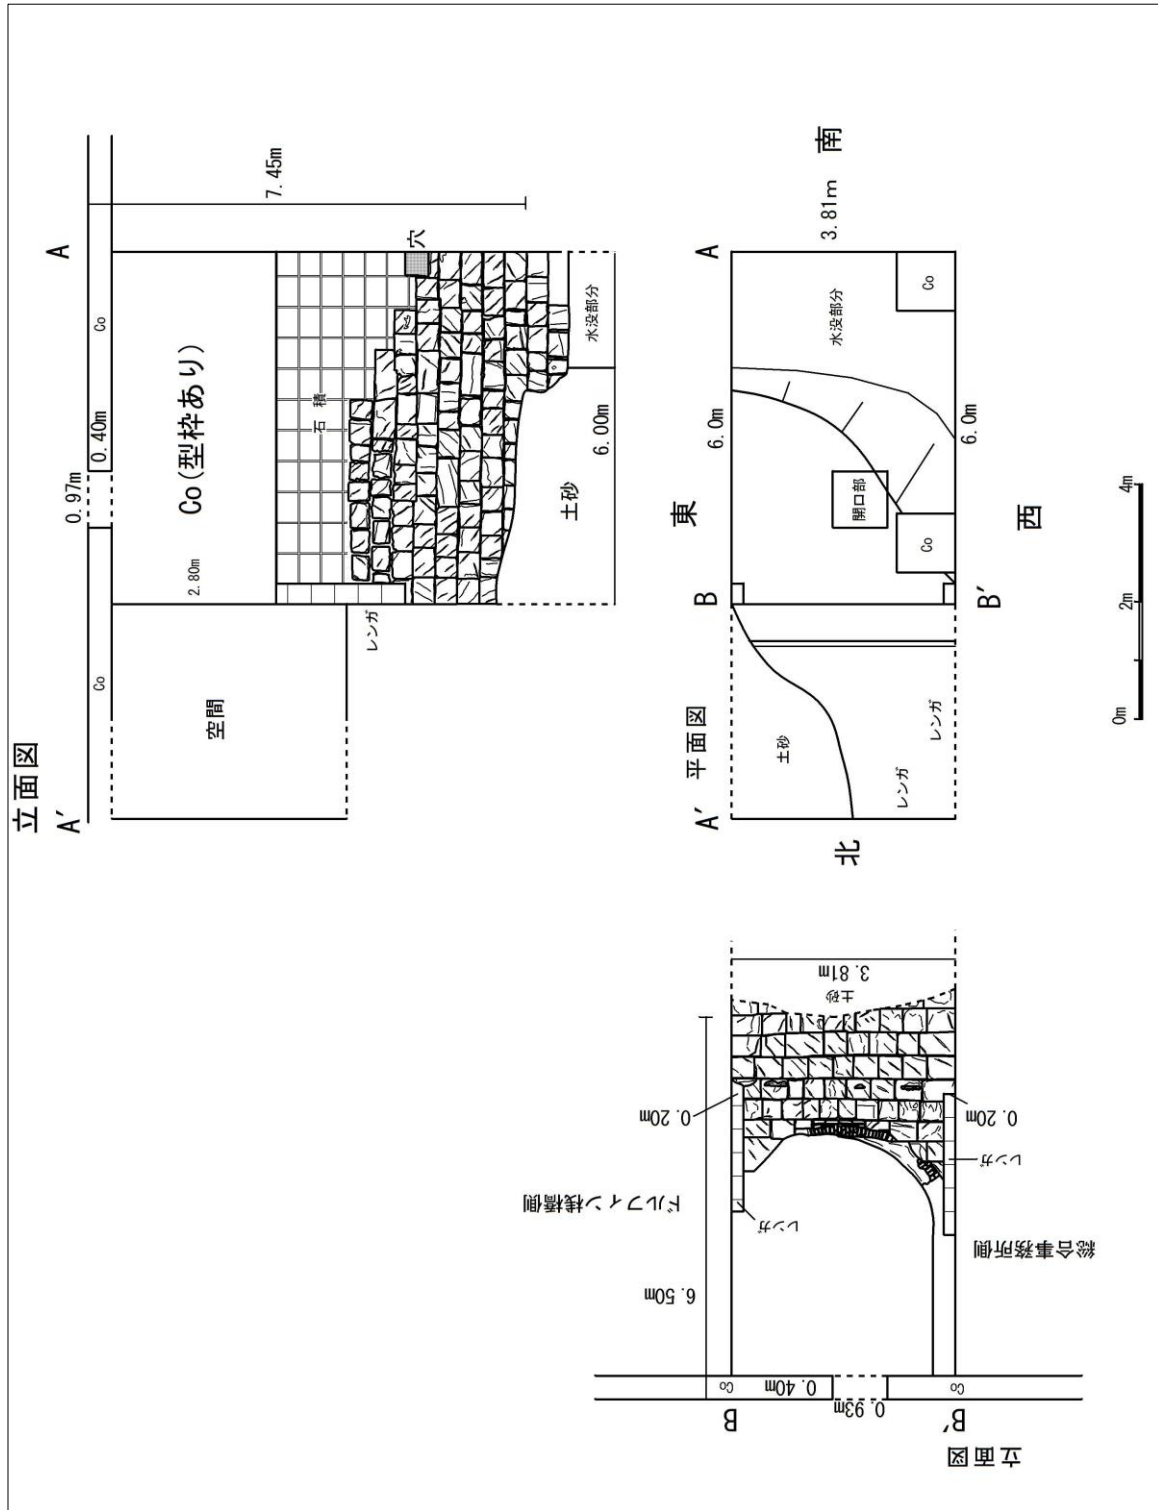 立面図
A′
A
Co
0.97m
0.40m
Co
7.45m
2.80m
Co(型枠あり)
石積
穴
空間
レンガ
水没部分
土砂
6.00m
平面図
A′
B
東
6.0m
A
南
3.81m
水没部分
Co
土砂
開口部
Co
レンガ
レンガ
北
B′
6.0m
西
0m
2m
4m
立面図
B
B′
Co
0.40m
0.93m
Co
6.50m
ドルフィン桟橋側
レンガ
0.20m
3.81m
土砂
0.20m
レンガ
総合事務所側